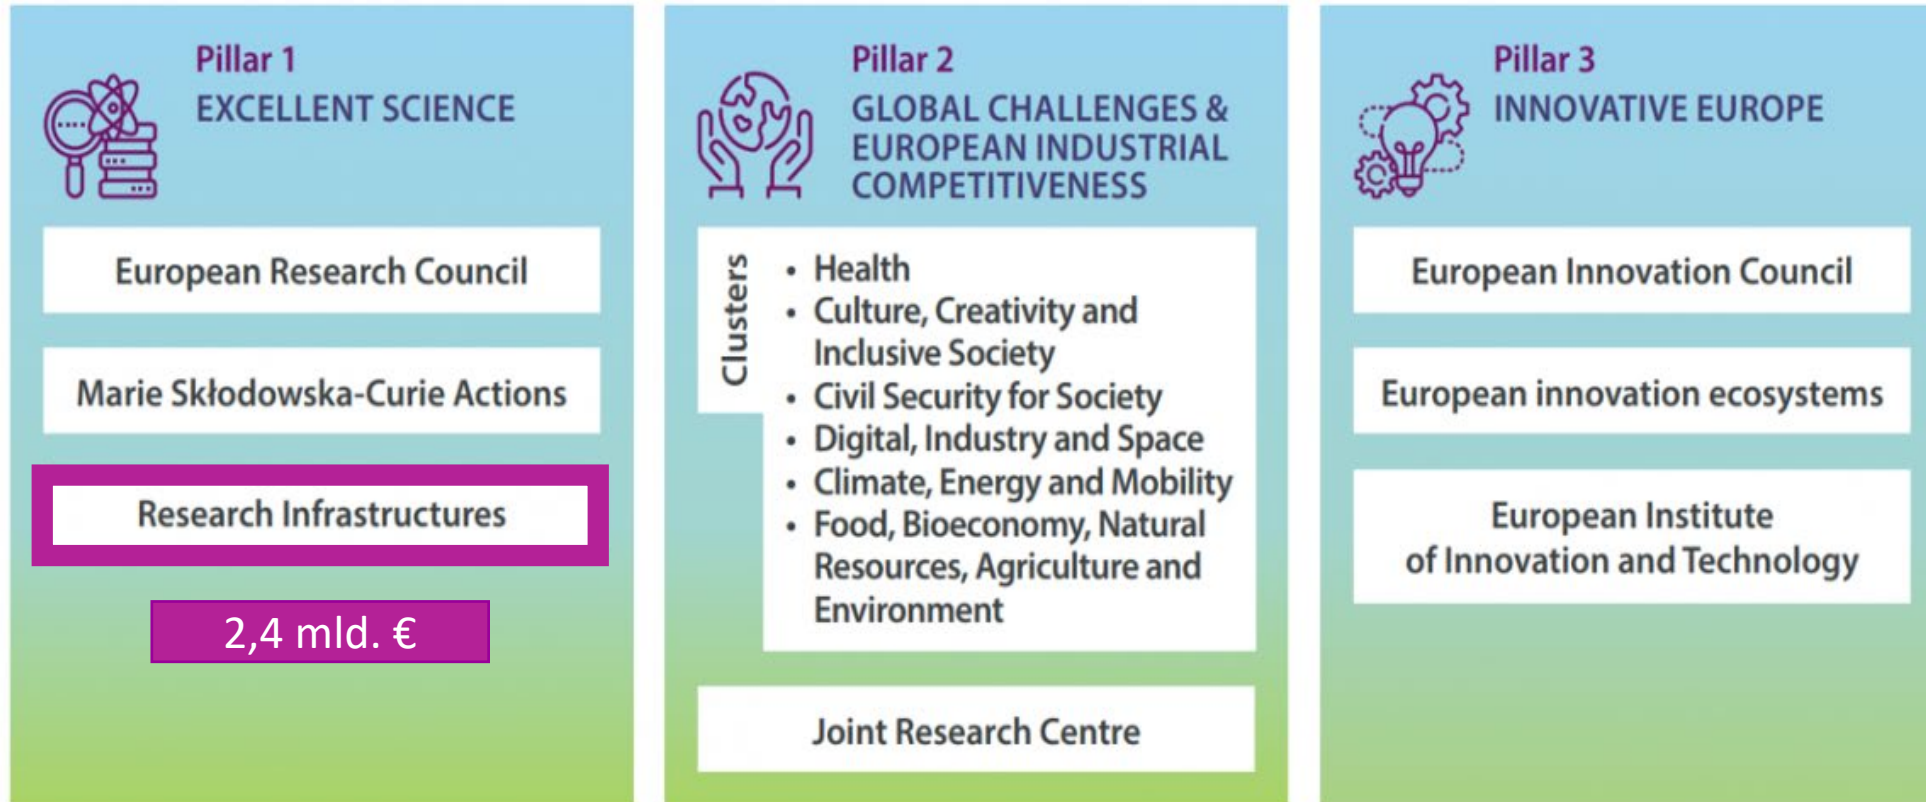 Pillar 1
EXCELLENT SCIENCE
European Research Council
Marie Skłodowska-Curie Actions
Research Infrastructures
2,4 mld. €
Pillar 2
GLOBAL CHALLENGES &
EUROPEAN INDUSTRIAL
COMPETITIVENESS
Clusters
• Health
• Culture, Creativity and
Inclusive Society
• Civil Security for Society
• Digital, Industry and Space
• Climate, Energy and Mobility
• Food, Bioeconomy, Natural
Resources, Agriculture and
Environment
Joint Research Centre
Pillar 3
INNOVATIVE EUROPE
European Innovation Council
European innovation ecosystems
European Institute
of Innovation and Technology